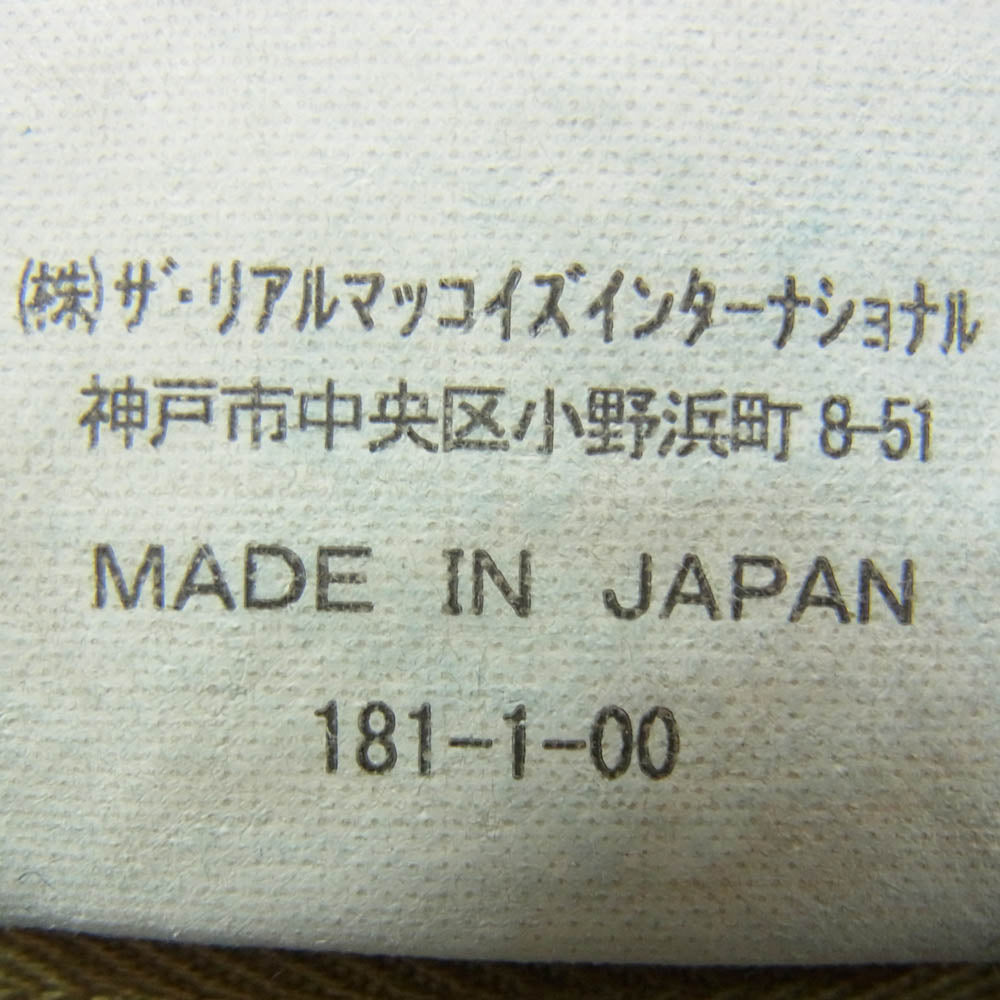 (株)ザ・リアルマッコイズインターナショナル
神戸市中央区小野浜町8-51
MADE IN JAPAN
181-1-00